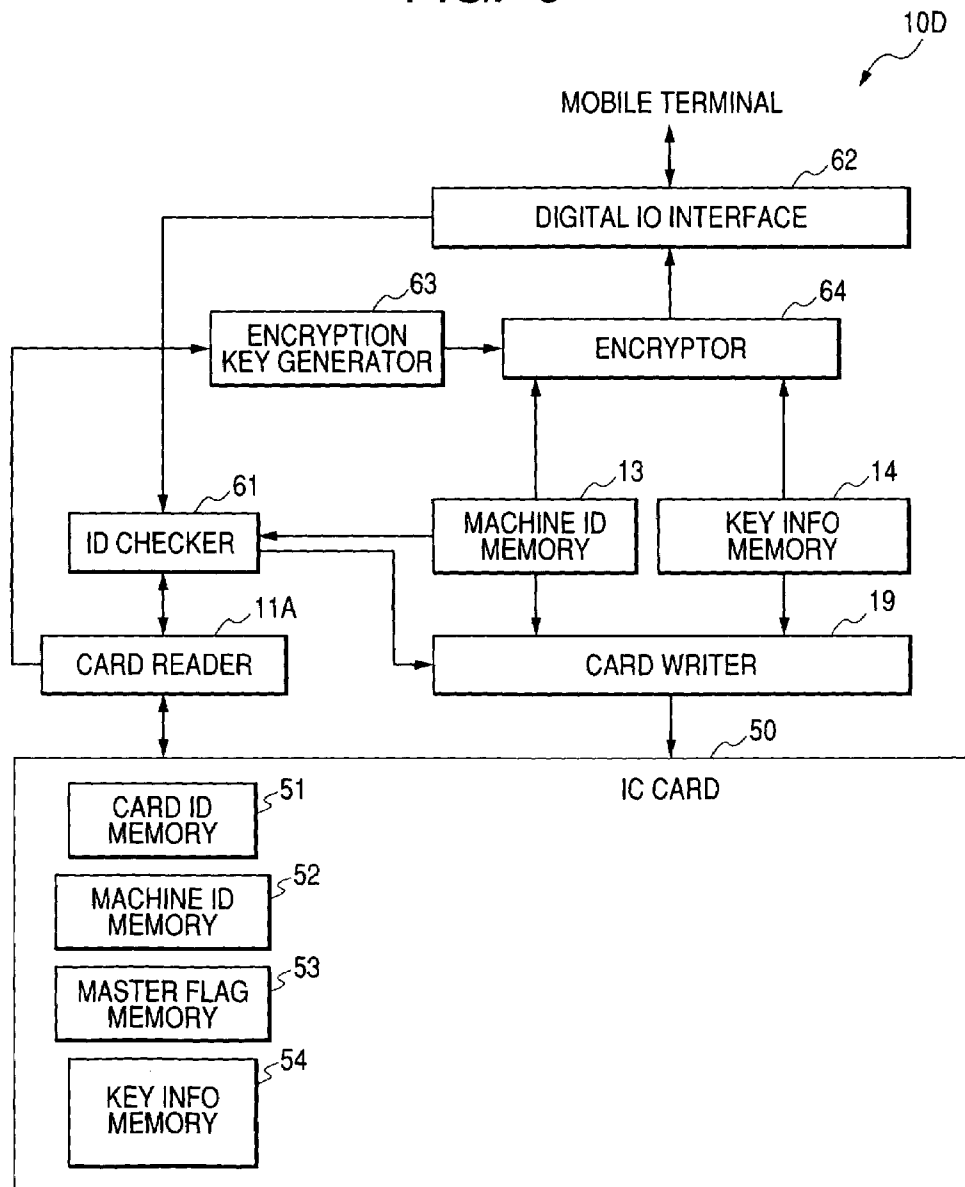 10D
MOBILE TERMINAL
62
DIGITAL IO INTERFACE
63
64
ENCRYPTION
KEY GENERATOR
ENCRYPTOR
61
13
14
ID CHECKER
MACHINE ID
MEMORY
KEY INFO
MEMORY
11A
19
CARD READER
CARD WRITER
50
IC CARD
51
CARD ID
MEMORY
52
MACHINE ID
MEMORY
53
MASTER FLAG
MEMORY
54
KEY INFO
MEMORY